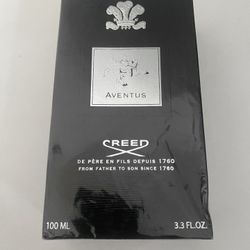 AVENTUS
CREED
DE PÈRE EN FILS DEPUIS 1760
FROM FATHER TO SON SINCE 1760
100 ML 3.3 FL.OZ.